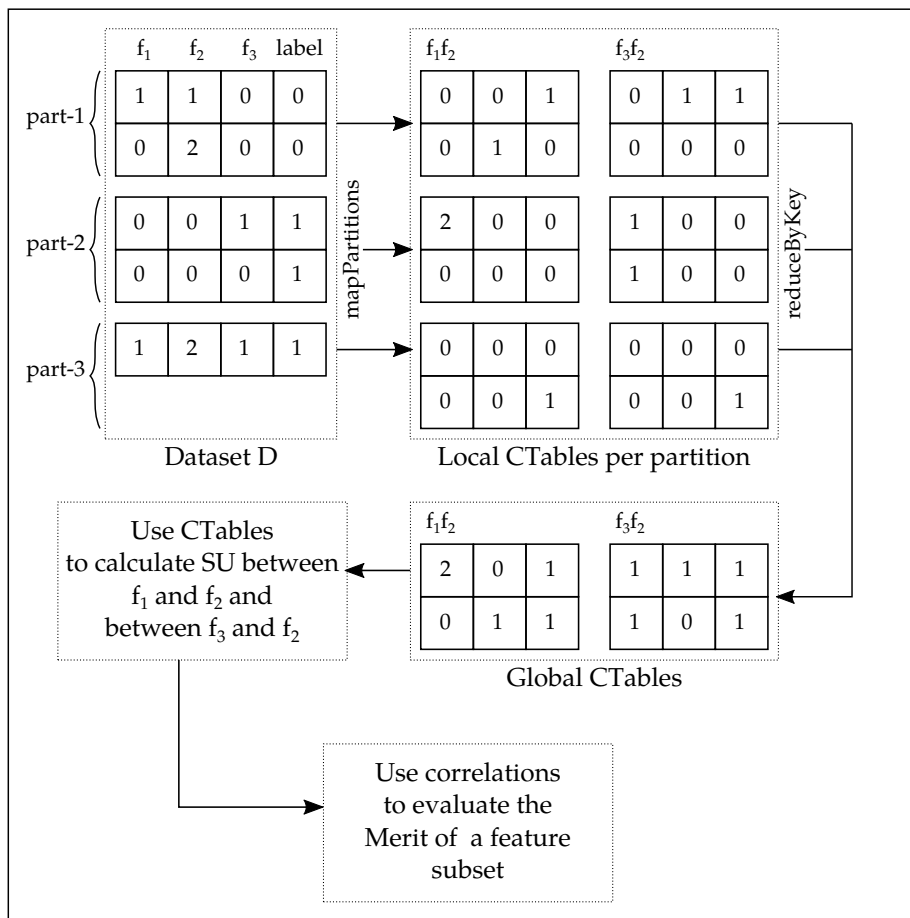 f1 f2 f3 label f1f2 f3f2
part-1
1 1 0 0
0 2 0 0
0 0 1
0 1 0
0 1 1
0 0 0
part-2
0 0 1 1
0 0 0 1
mapPartitions
2 0 0
0 0 0
1 0 0
1 0 0
reduceByKey
part-3
1 2 1 1
0 0 0
0 0 1
0 0 0
0 0 1
Dataset D
Local CTables per partition
Use CTables
to calculate SU between
f1 and f2 and
between f3 and f2
f1f2 f3f2
2 0 1
0 1 1
1 1 1
1 0 1
Global CTables
Use correlations
to evaluate the
Merit of a feature
subset